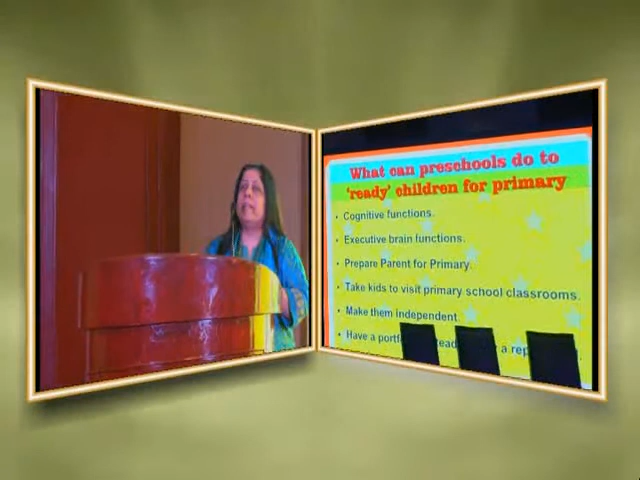 What can preschools do to
'ready' children for primary
• Cognitive functions.
• Executive brain functions.
• Prepare Parent for Primary.
• Take kids to visit primary school classrooms.
• Make them independent.
• Have a a